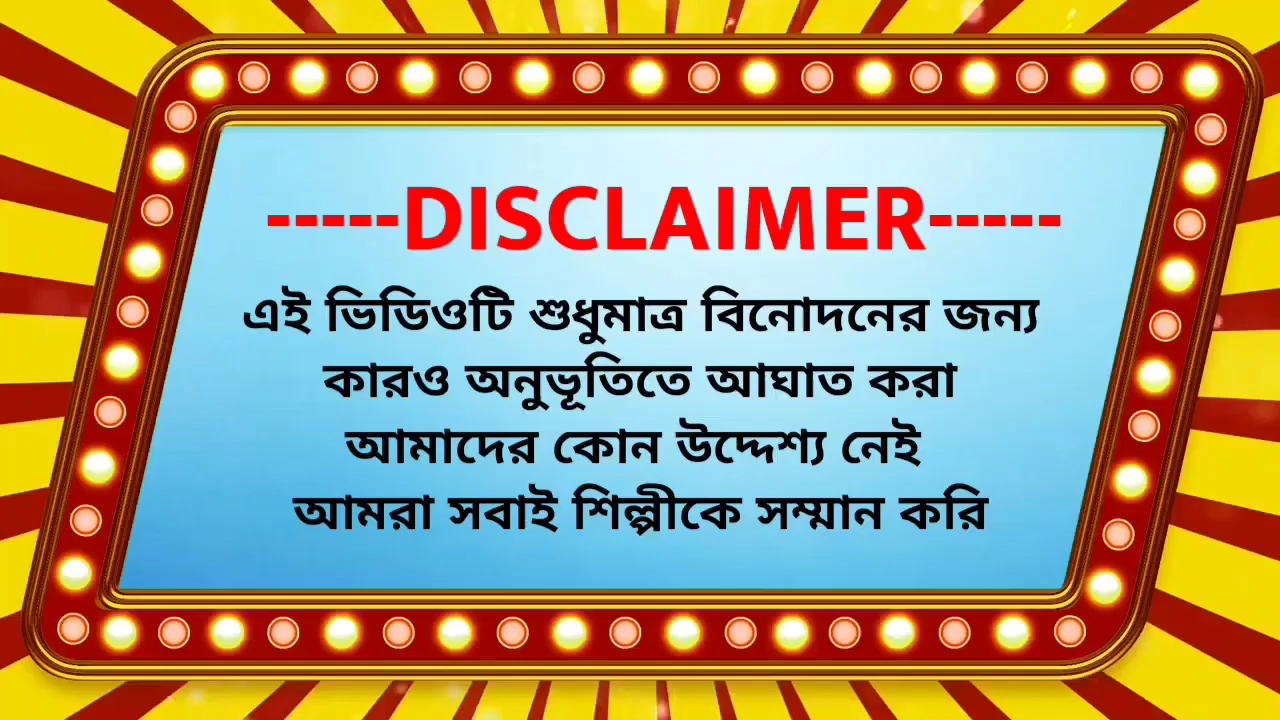 -----DISCLAIMER-----
এই ভিডিওটি শুধুমাত্র বিনোদনের জন্য
কারও অনুভূতিতে আঘাত করা
আমাদের কোন উদ্দেশ্য নেই
আমরা সবাই শিল্পীকে সম্মান করি